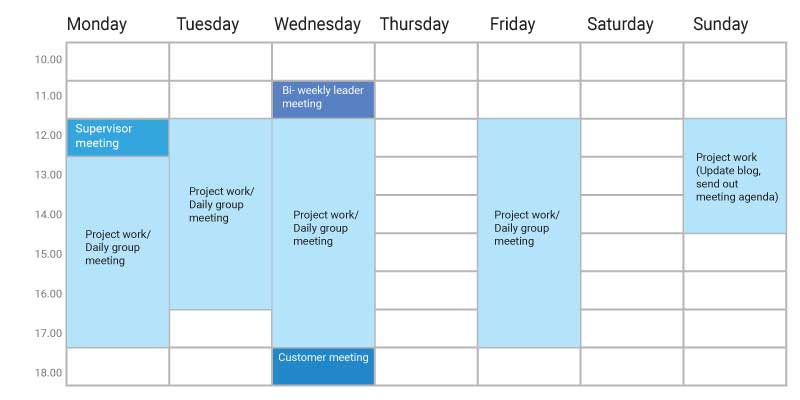 Monday Tuesday Wednesday Thursday Friday Saturday Sunday
10.00
11.00
Bi- weekly leader
meeting
12.00
Supervisor
meeting
13.00
Project work
(Update blog,
send out
meeting agenda)
Project work/
Daily group
meeting
14.00
Project work/
Daily group
meeting
Project work/
Daily group
meeting
Project work/
Daily group
meeting
15.00
16.00
17.00
Customer meeting
18.00